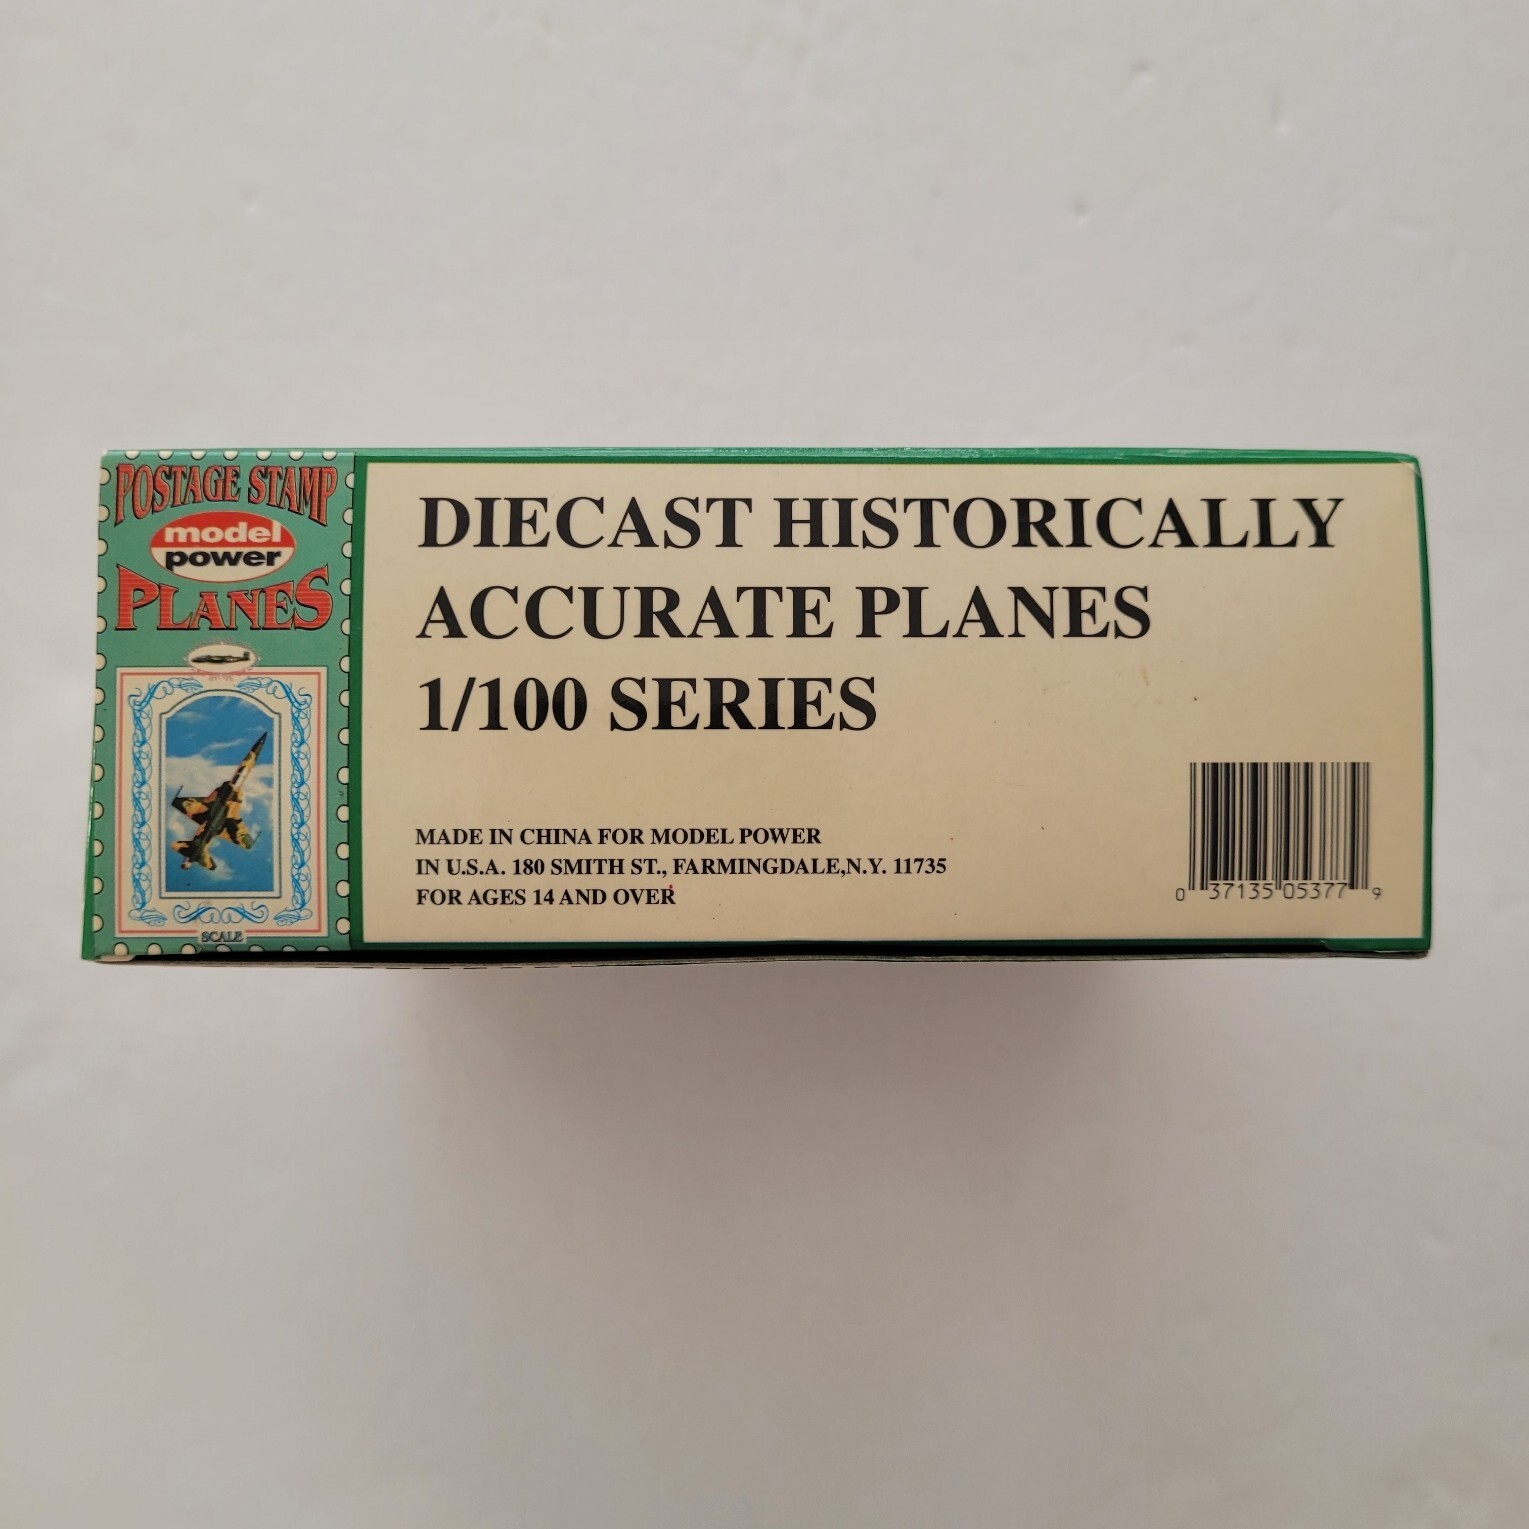 POSTAGE STAMP
model
power
PLANES
SCALE
DIECAST HISTORICALLY
ACCURATE PLANES
1/100 SERIES
MADE IN CHINA FOR MODEL POWER
IN U.S.A. 180 SMITH ST., FARMINGDALE,N.Y. 11735
FOR AGES 14 AND OVER
0 37135 05377 9